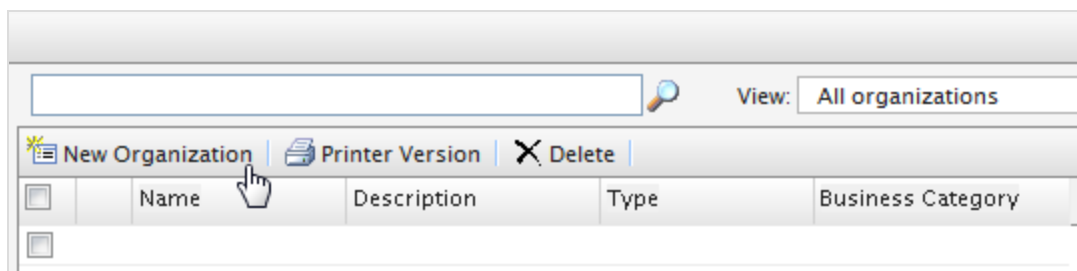 View: All organizations
New Organization Printer Version Delete
Name Description Type Business Category